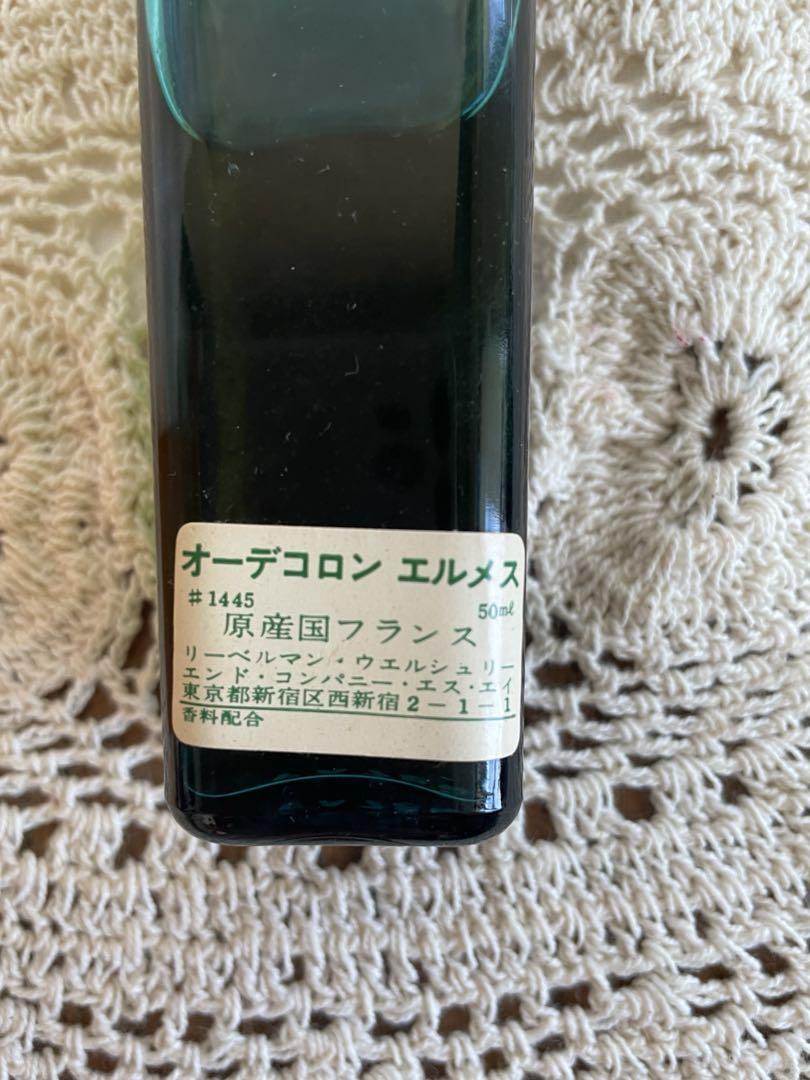 オーデコロン エルメス
#1445 50ml
原産国フランス
リーベルマン・ウエルシュリー
エンド・コンパニー・エス・エイ
東京都新宿区西新宿2-1-1
香料配合